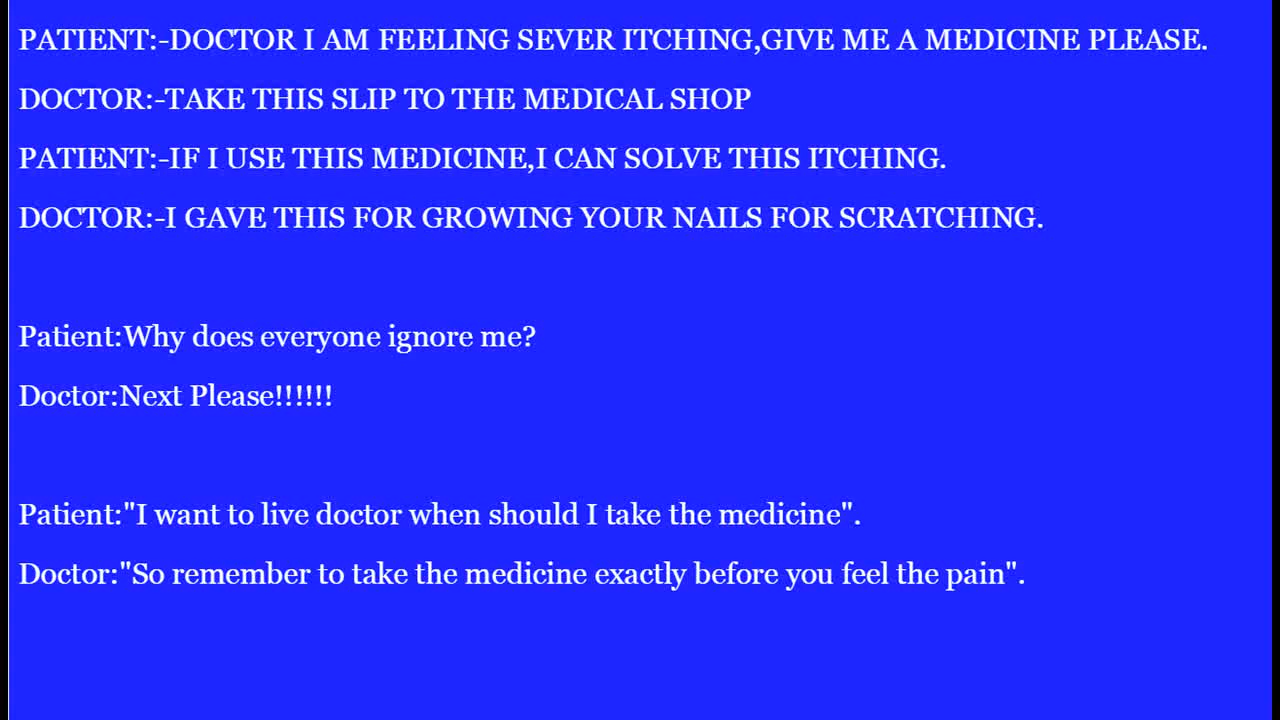 PATIENT:-DOCTOR I AM FEELING SEVER ITCHING,GIVE ME A MEDICINE PLEASE.
DOCTOR:-TAKE THIS SLIP TO THE MEDICAL SHOP
PATIENT:-IF I USE THIS MEDICINE,I CAN SOLVE THIS ITCHING.
DOCTOR:-I GAVE THIS FOR GROWING YOUR NAILS FOR SCRATCHING.
Patient:Why does everyone ignore me?
Doctor:Next Please!!!!!!
Patient:"I want to live doctor when should I take the medicine".
Doctor:"So remember to take the medicine exactly before you feel the pain".